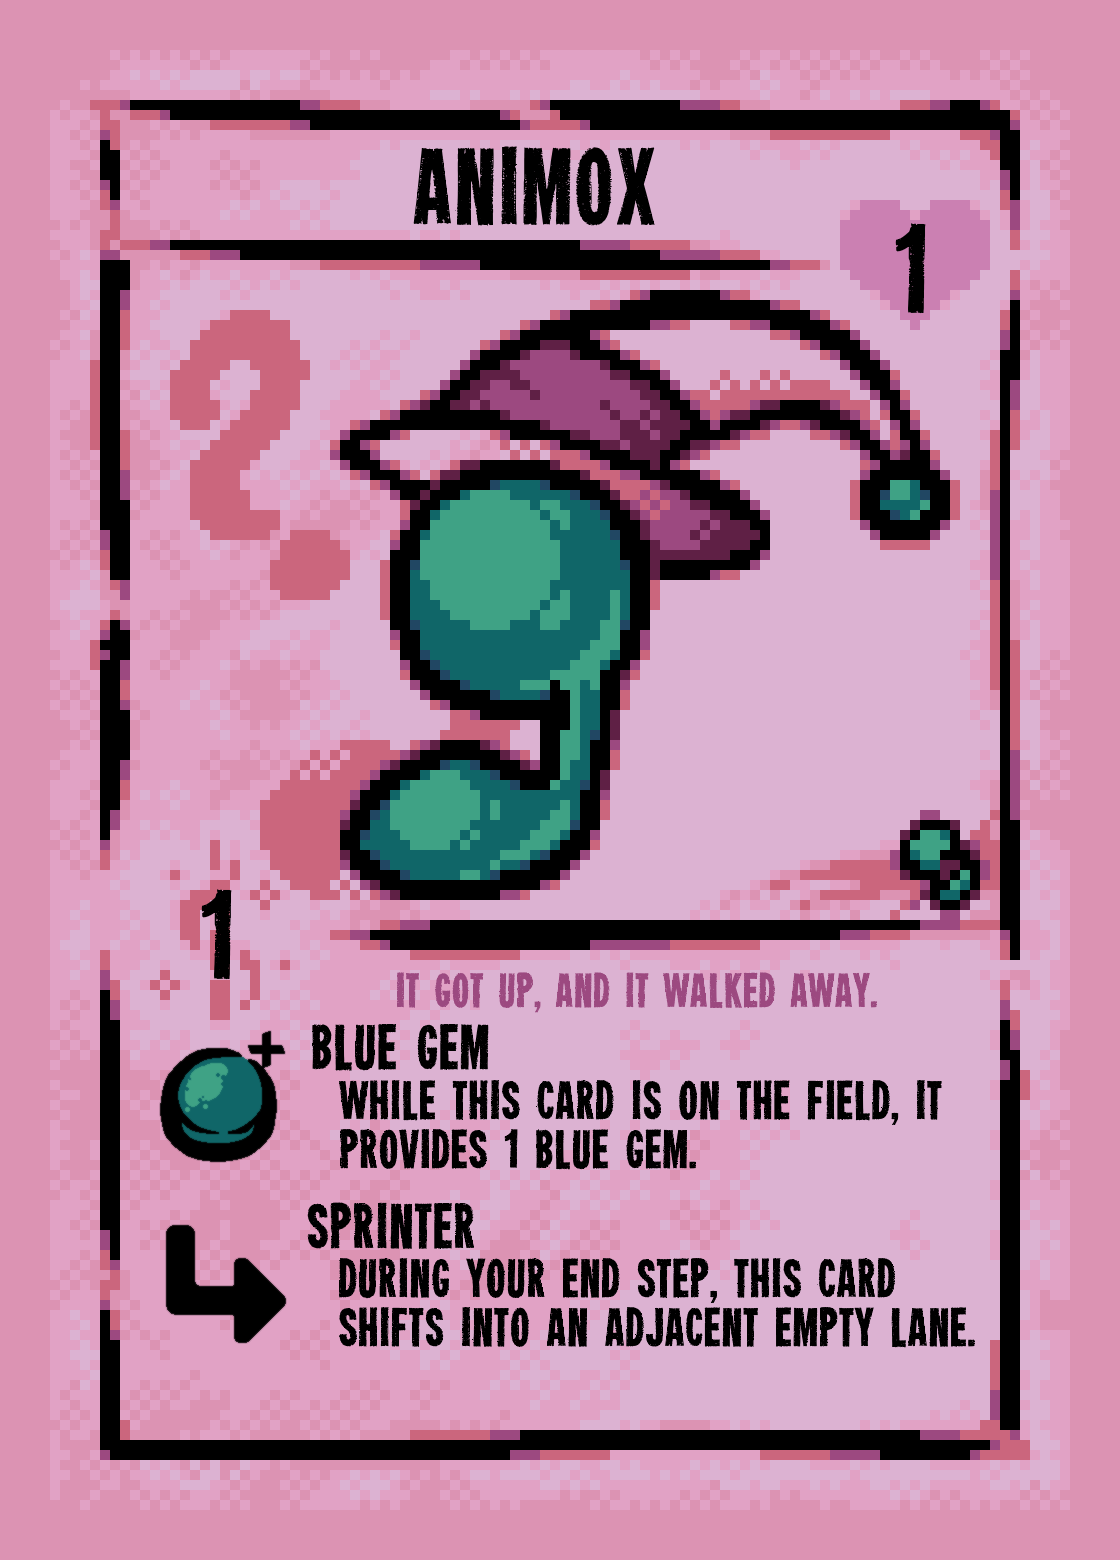 ANIMOX
1
?
1
IT GOT UP, AND IT WALKED AWAY.
BLUE GEM
WHILE THIS CARD IS ON THE FIELD, IT
PROVIDES 1 BLUE GEM.
SPRINTER
DURING YOUR END STEP, THIS CARD
SHIFTS INTO AN ADJACENT EMPTY LANE.